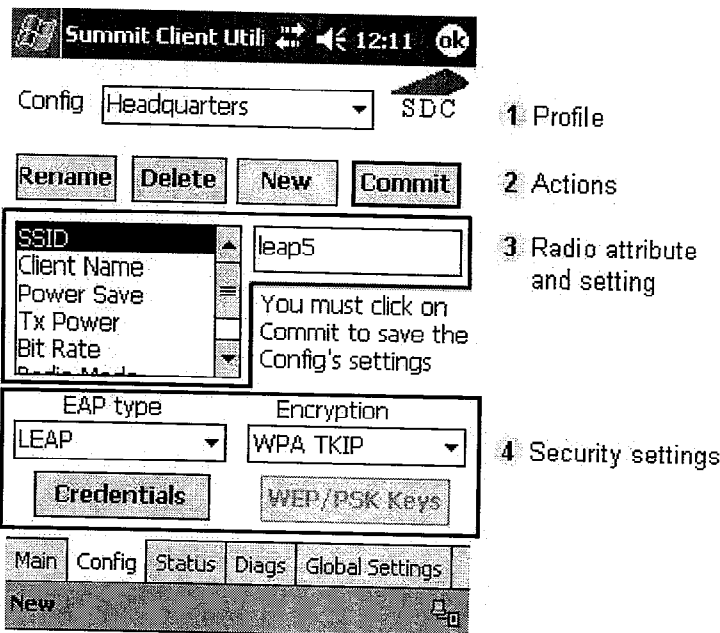 Summit Client Utili 12:11 ok
Config Headquarters SDC
1 Profile
Rename Delete New Commit
2 Actions
SSID
Client Name
Power Save
Tx Power
Bit Rate
Radio Mode
leap5
3 Radio attribute
and setting
You must click on
Commit to save the
Config's settings
EAP type Encryption
LEAP WPA TKIP
4 Security settings
Credentials WEP/PSK Keys
Main Config Status Diags Global Settings
New